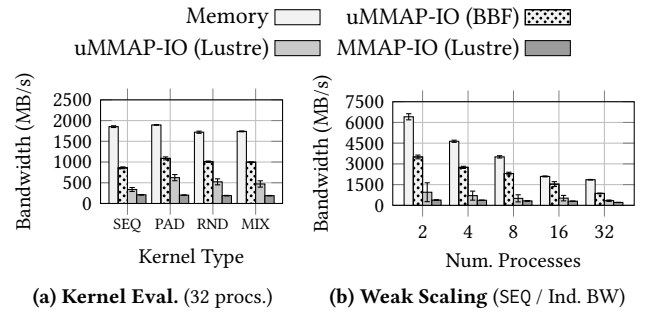 Memory
uMMAP-IO (BBF)
uMMAP-IO (Lustre)
MMAP-IO (Lustre)
Bandwidth (MB/s)
2500
2000
1500
1000
500
0
SEQ PAD RND MIX
Kernel Type
(a) Kernel Eval. (32 procs.)
Bandwidth (MB/s)
7500
6000
4500
3000
1500
0
2 4 8 16 32
Num. Processes
(b) Weak Scaling (SEQ / Ind. BW)